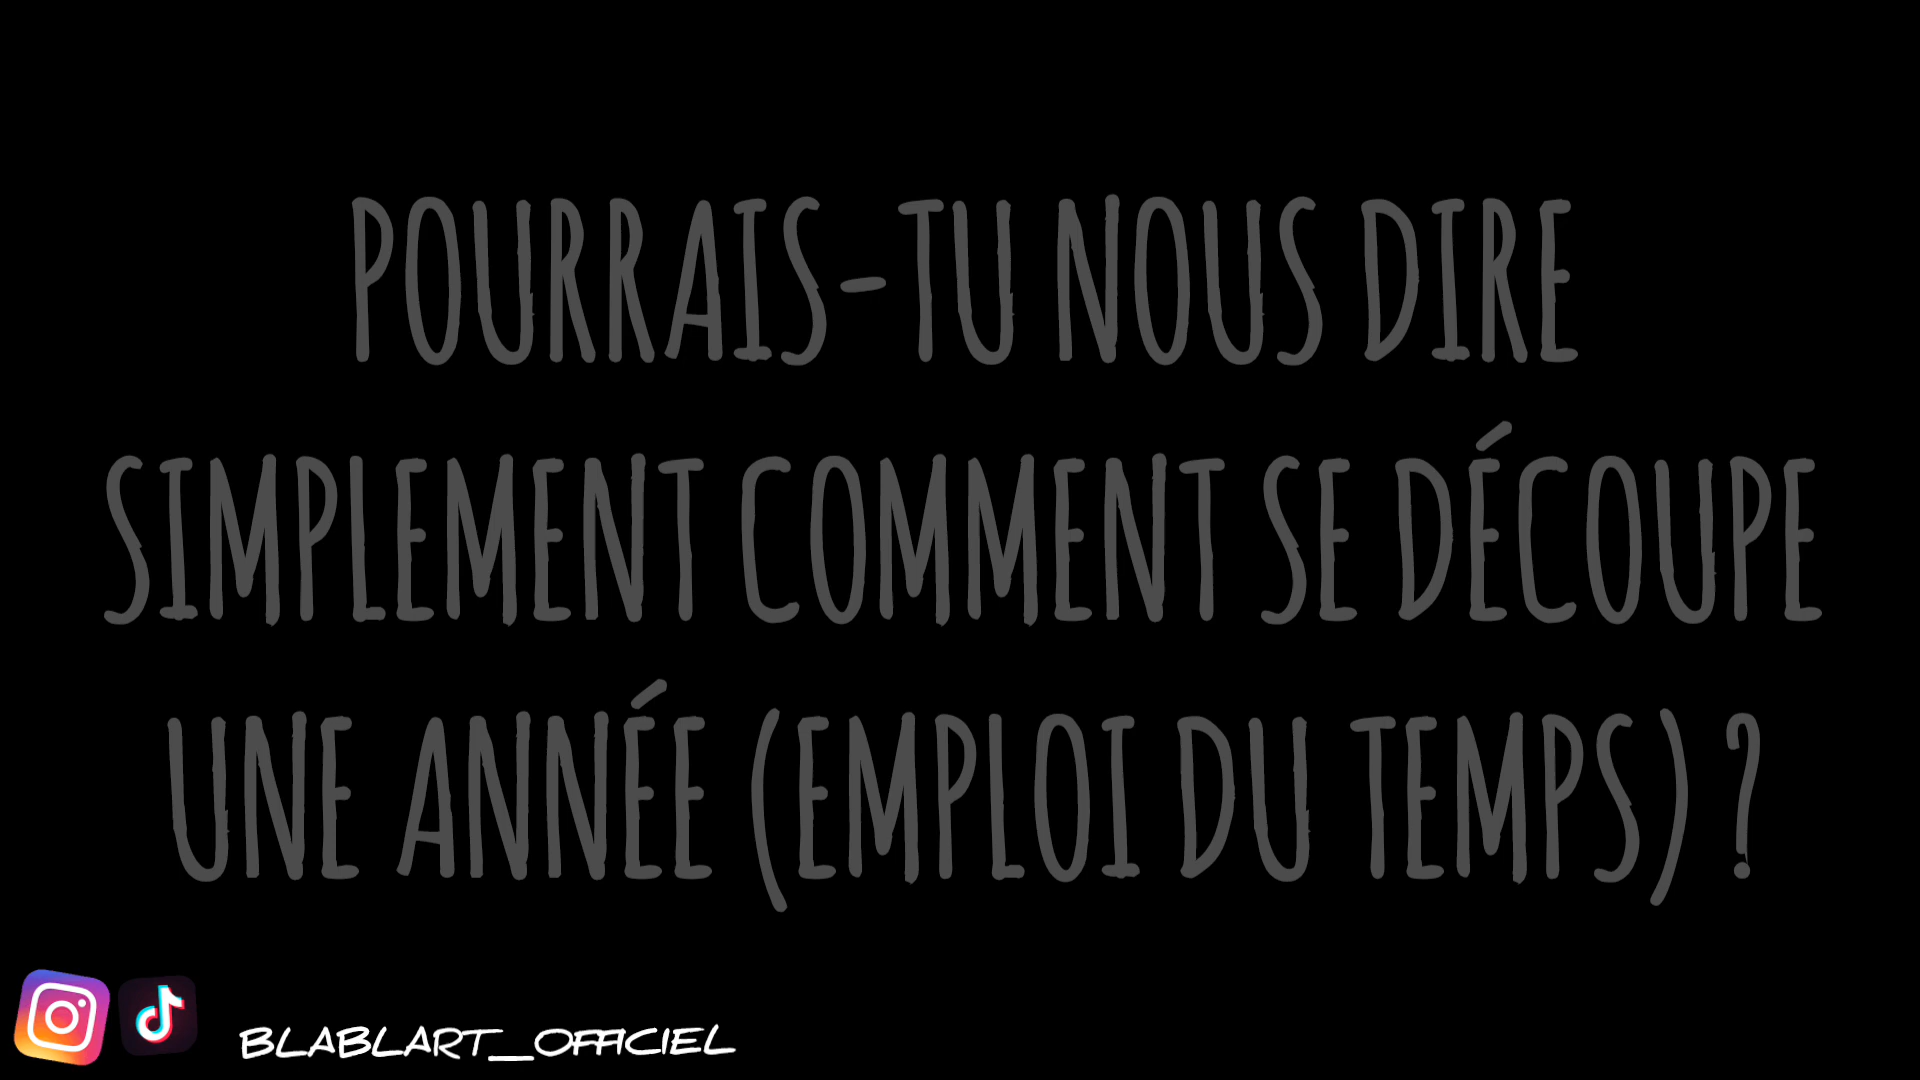 POURRAIS-TU NOUS DIRE
SIMPLEMENT COMMENT SE DÉCOUPE
UNE ANNÉE (EMPLOI DU TEMPS) ?
BLABLART_OFFICIEL